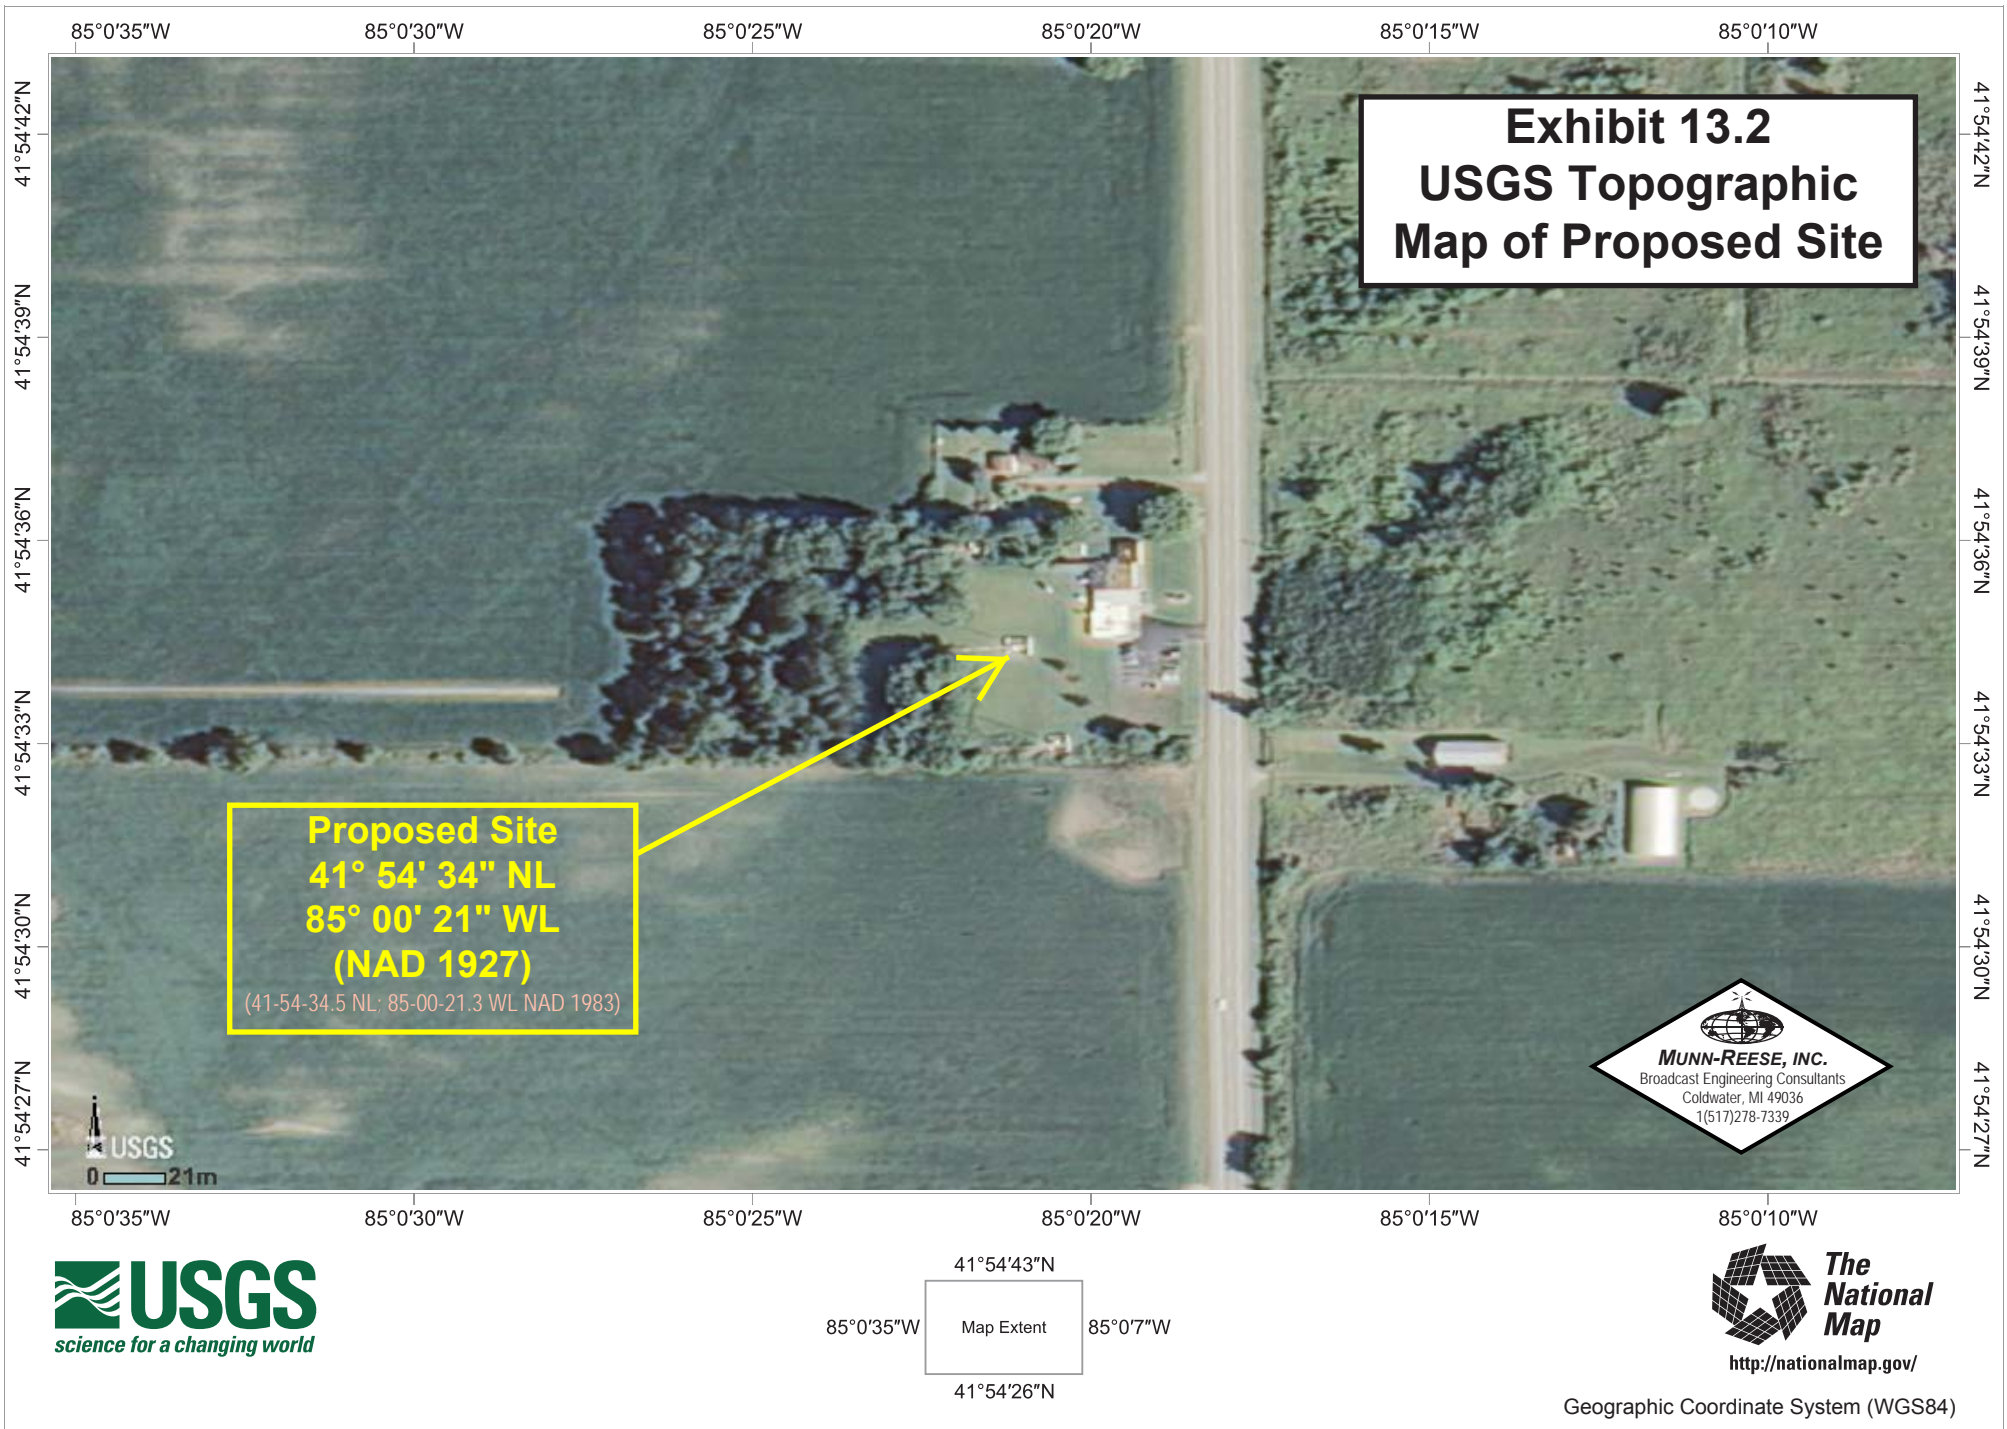 85°0'35"W 85°0'30"W 85°0'25"W 85°0'20"W 85°0'15"W 85°0'10"W
41°54'42"N
41°54'39"N
41°54'36"N
41°54'33"N
41°54'30"N
41°54'27"N
Exhibit 13.2
USGS Topographic
Map of Proposed Site
41°54'42"N
41°54'39"N
41°54'36"N
41°54'33"N
41°54'30"N
41°54'27"N
Proposed Site
41° 54' 34" NL
85° 00' 21" WL
(NAD 1927)
(41-54-34.5 NL; 85-00-21.3 WL NAD 1983)
MUNN-REESE, INC.
Broadcast Engineering Consultants
Coldwater, MI 49036
1(517)278-7339
USGS
0 21m
85°0'35"W 85°0'30"W 85°0'25"W 85°0'20"W 85°0'15"W 85°0'10"W
USGS
science for a changing world
41°54'43"N
85°0'35"W Map Extent 85°0'7"W
41°54'26"N
The
National
Map
http://nationalmap.gov/
Geographic Coordinate System (WGS84)